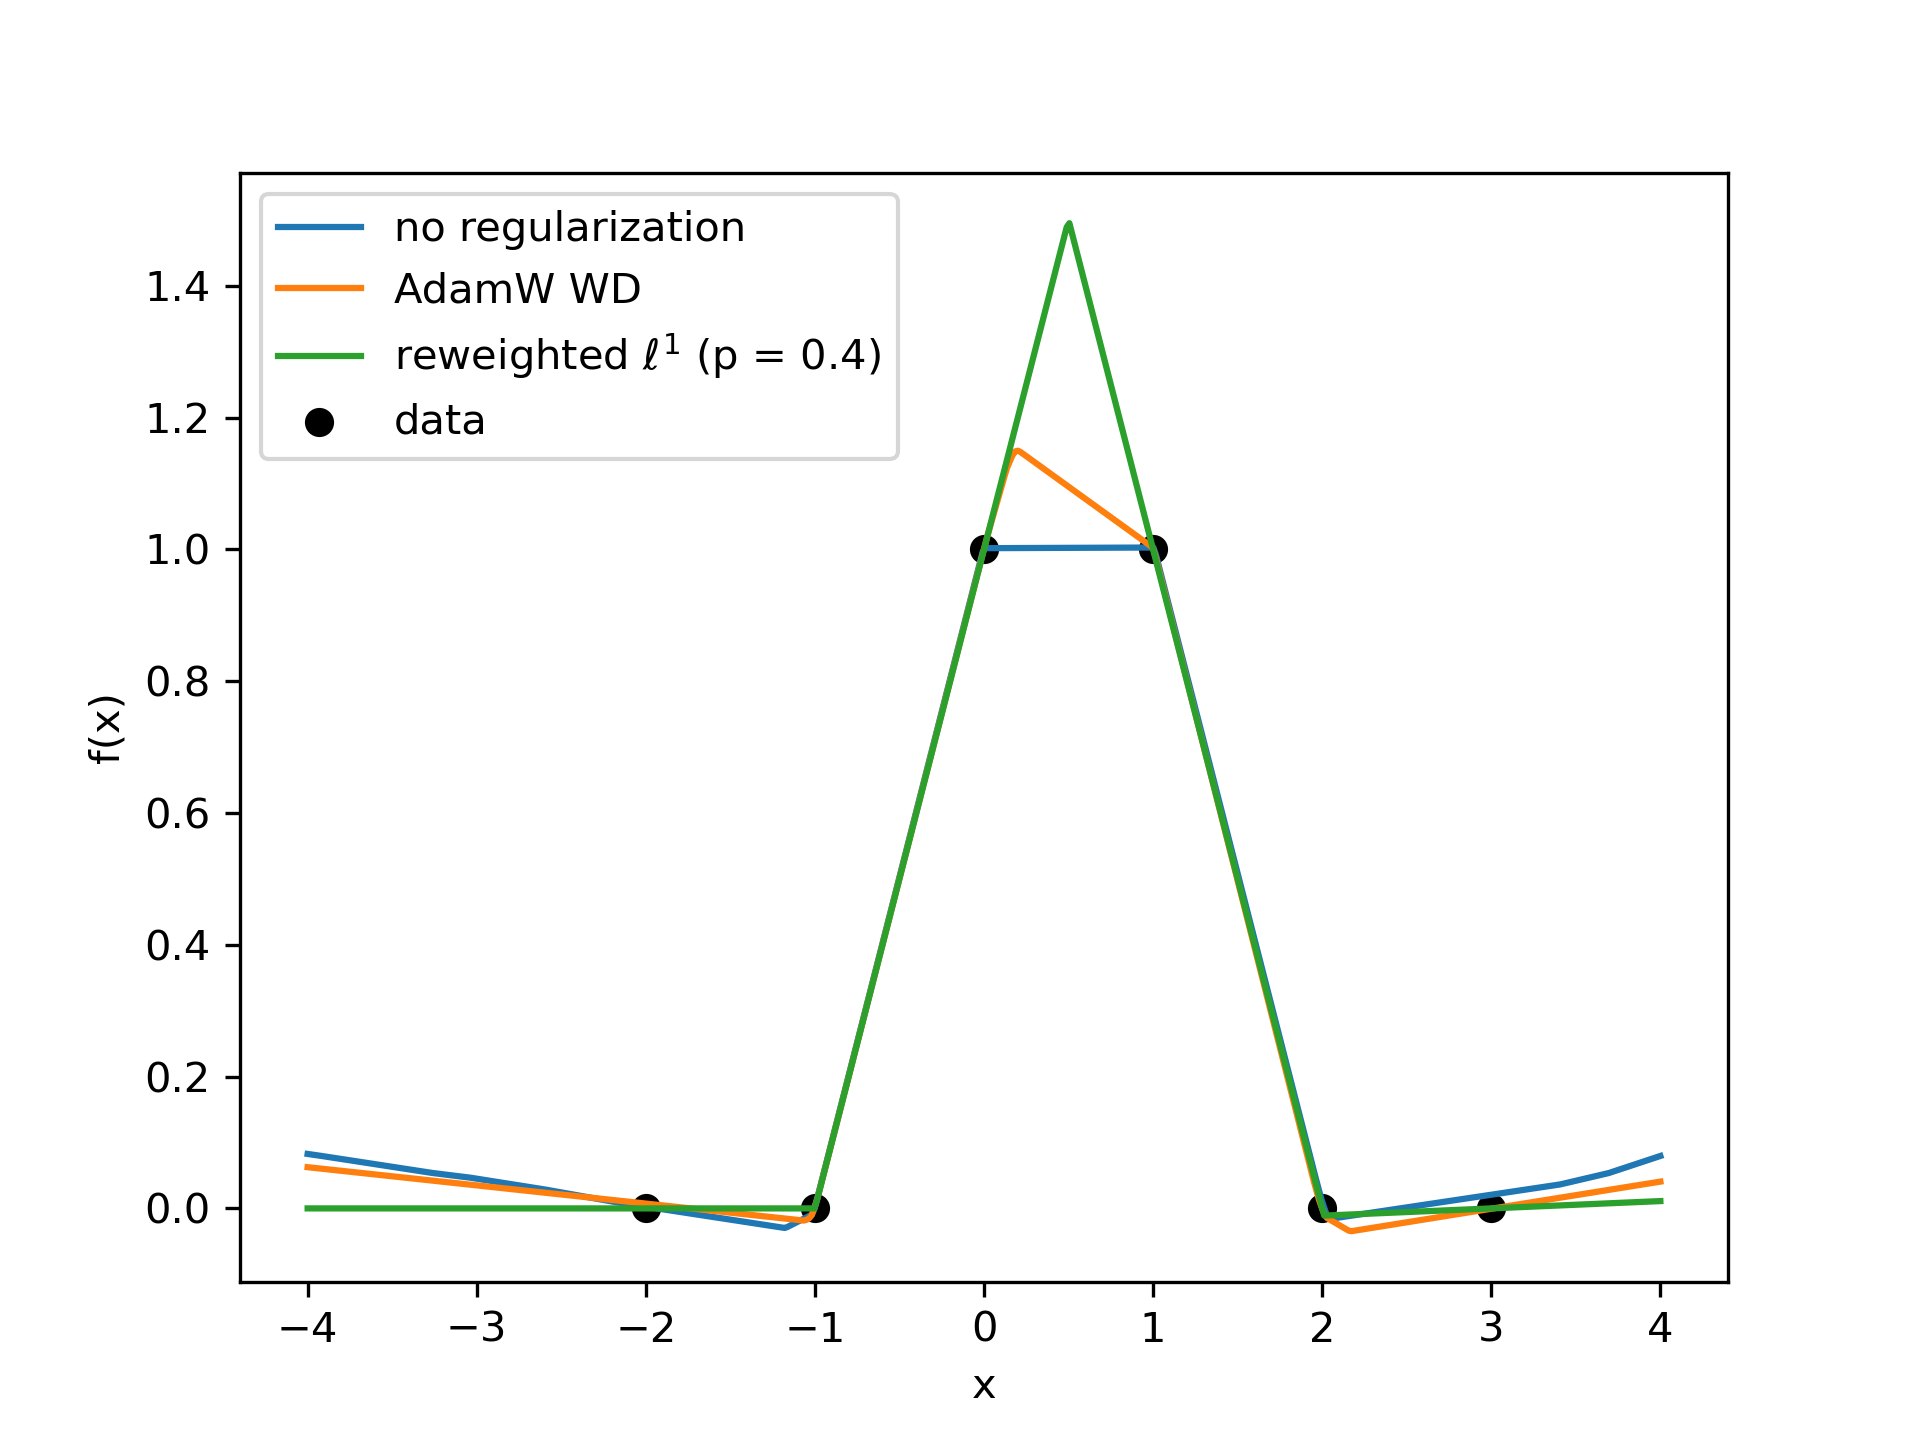 no regularization
AdamW WD
reweighted ℓ¹ (p = 0.4)
data
1.4
1.2
1.0
0.8
0.6
0.4
0.2
0.0
f(x)
−4 −3 −2 −1 0 1 2 3 4
x